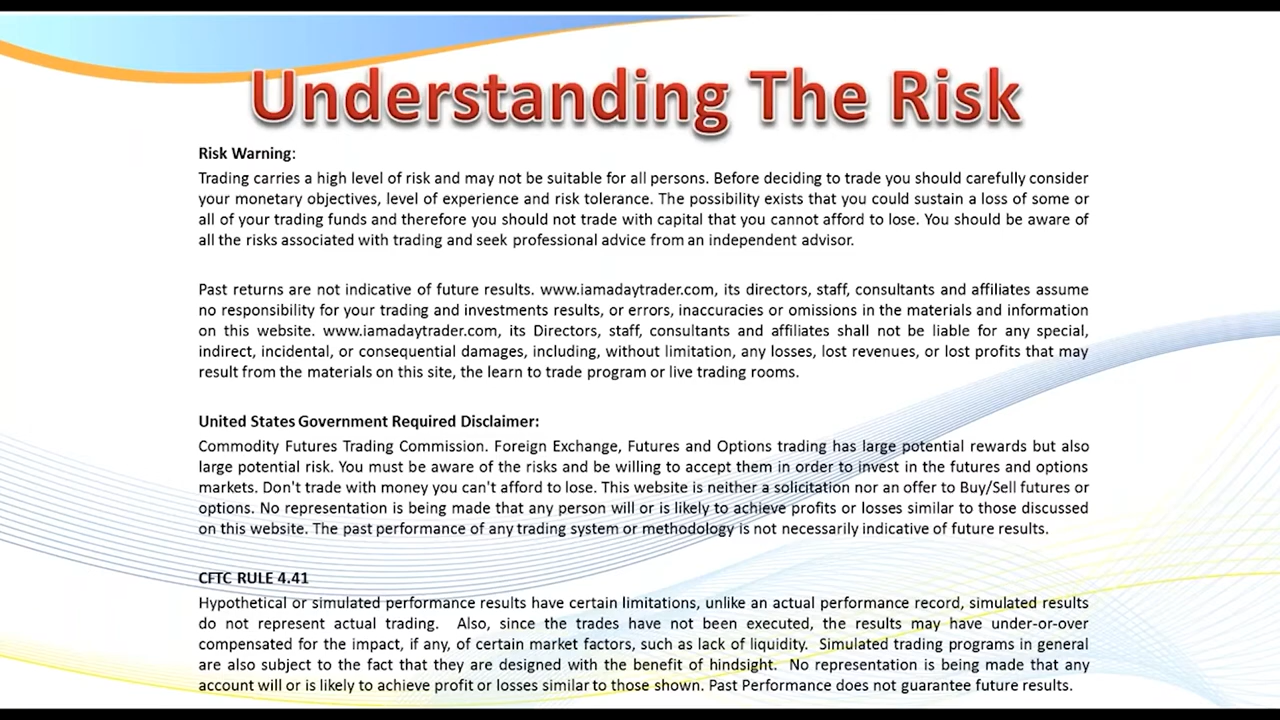 Understanding The Risk
Risk Warning:
Trading carries a high level of risk and may not be suitable for all persons. Before deciding to trade you should carefully consider
your monetary objectives, level of experience and risk tolerance. The possibility exists that you could sustain a loss of some or
all of your trading funds and therefore you should not trade with capital that you cannot afford to lose. You should be aware of
all the risks associated with trading and seek professional advice from an independent advisor.
Past returns are not indicative of future results. www.iamadaytrader.com, its directors, staff, consultants and affiliates assume
no responsibility for your trading and investments results, or errors, inaccuracies or omissions in the materials and information
on this website. www.iamadaytrader.com, its Directors, staff, consultants and affiliates shall not be liable for any special,
indirect, incidental, or consequential damages, including, without limitation, any losses, lost revenues, or lost profits that may
result from the materials on this site, the learn to trade program or live trading rooms.
United States Government Required Disclaimer:
Commodity Futures Trading Commission. Foreign Exchange, Futures and Options trading has large potential rewards but also
large potential risk. You must be aware of the risks and be willing to accept them in order to invest in the futures and options
markets. Don't trade with money you can't afford to lose. This website is neither a solicitation nor an offer to Buy/Sell futures or
options. No representation is being made that any person will or is likely to achieve profits or losses similar to those discussed
on this website. The past performance of any trading system or methodology is not necessarily indicative of future results.
CFTC RULE 4.41
Hypothetical or simulated performance results have certain limitations, unlike an actual performance record, simulated results
do not represent actual trading. Also, since the trades have not been executed, the results may have under-or-over
compensated for the impact, if any, of certain market factors, such as lack of liquidity. Simulated trading programs in general
are also subject to the fact that they are designed with the benefit of hindsight. No representation is being made that any
account will or is likely to achieve profit or losses similar to those shown. Past Performance does not guarantee future results.